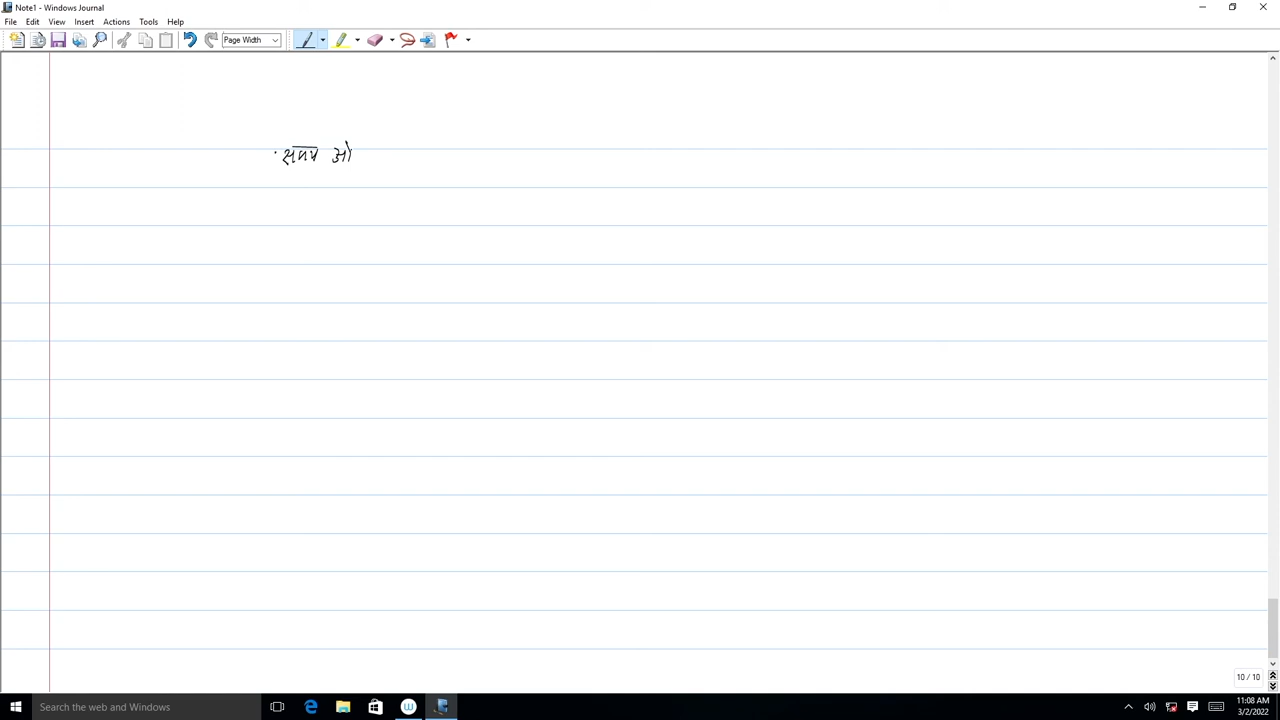 Note1 - Windows Journal
File Edit View Insert Actions Tools Help
Page Width
समय ओ
10 / 10
Search the web and Windows
11:08 AM
3/2/2022